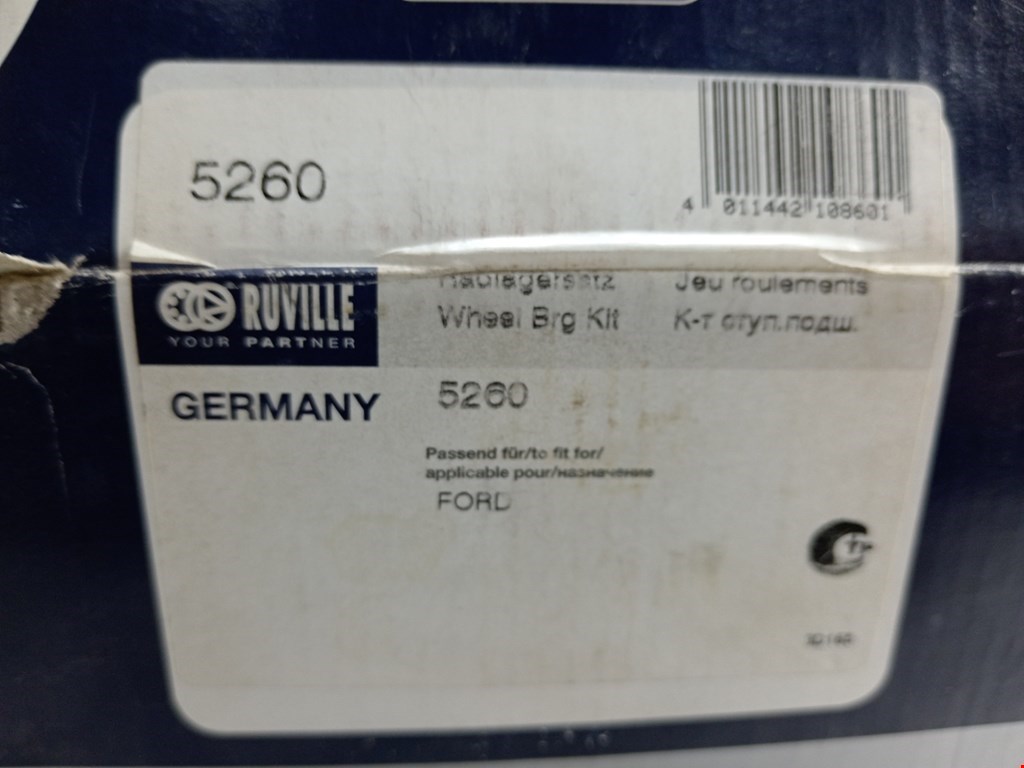 5260
4 011442 108601
RUVILLE
YOUR PARTNER
GERMANY
Radlagersatz Jeu roulements
Wheel Brg Kit К-т ступ.подш.
5260
Passend für/to fit for/
applicable pour/назначение
FORD